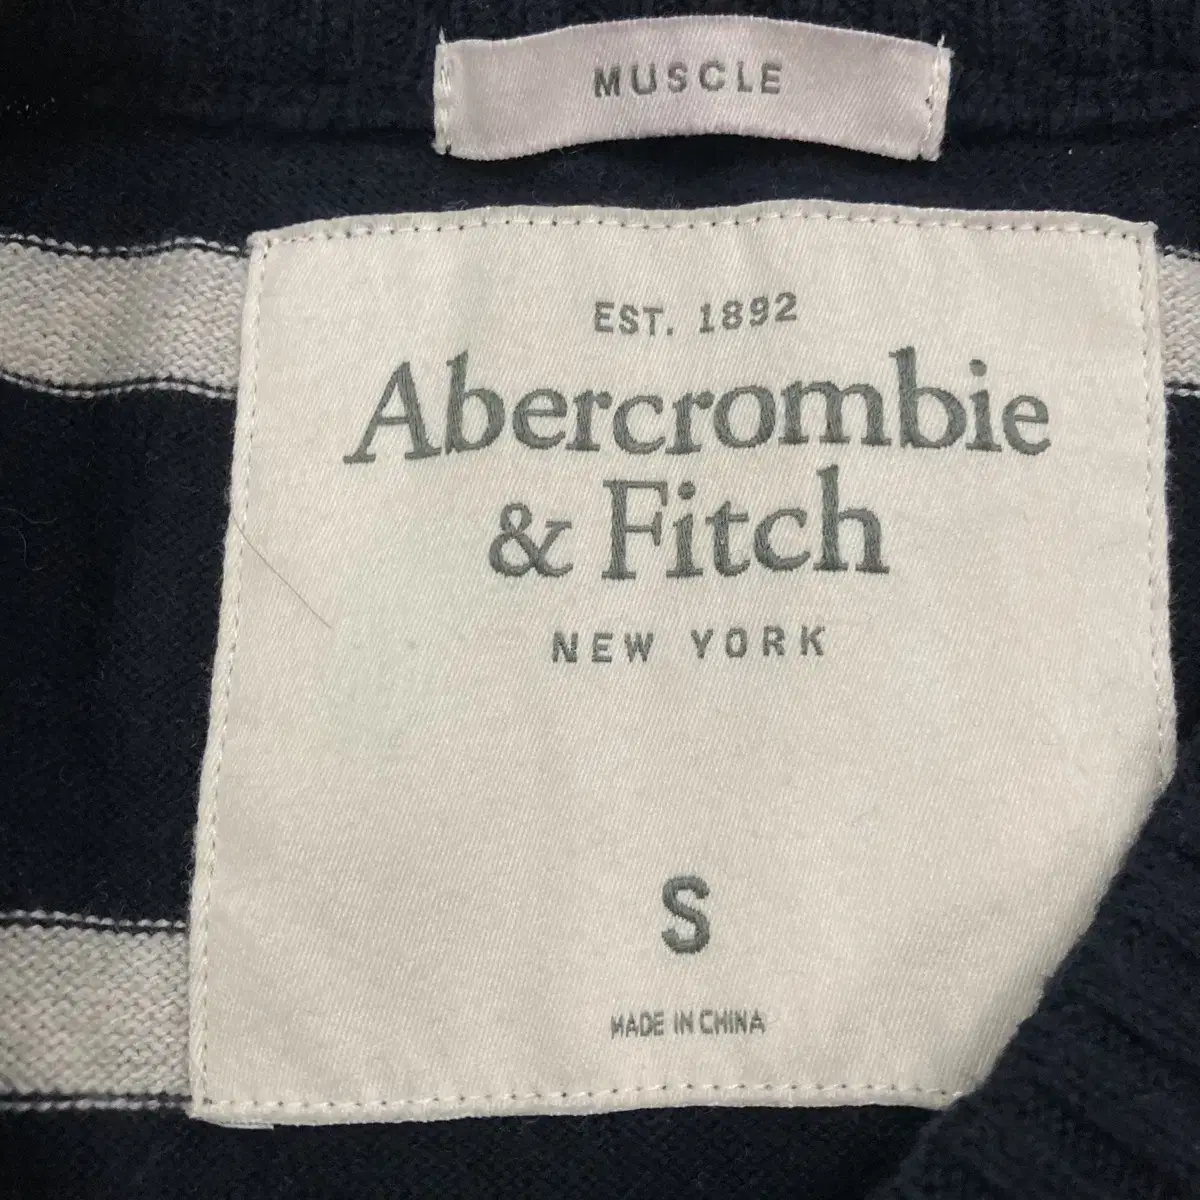 MUSCLE
EST. 1892
Abercrombie
& Fitch
NEW YORK
S
MADE IN CHINA